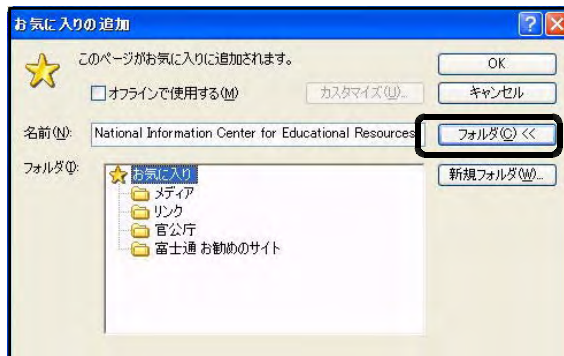 お気に入りの追加
このページがお気に入りに追加されます。
OK
オフラインで使用する(M)
カスタマイズ(U)...
キャンセル
名前(N):
National Information Center for Educational Resources
フォルダ(C) <<
フォルダ(I):
お気に入り
新規フォルダ(W)...
メディア
リンク
官公庁
富士通 お勧めのサイト